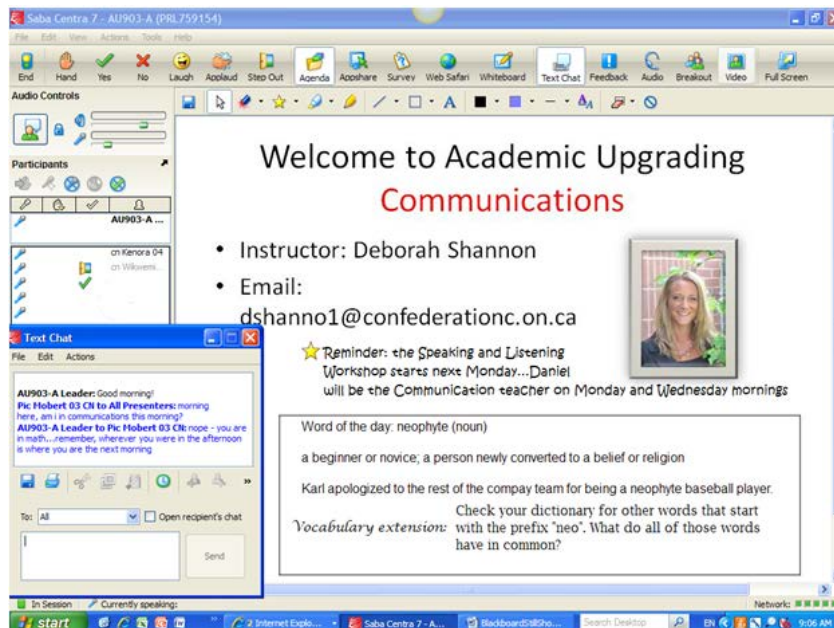 Saba Centra 7 - AU903-A (PRL759154)
File Edit View Actions Tools Help
End Hand Yes No Laugh Applaud Step Out Agenda Appshare Survey Web Safari Whiteboard Text Chat Feedback Audio Breakout Video Full Screen
Audio Controls
Participants
AU903-A ...
cn Kenora 04
cn Wikwemi...
Welcome to Academic Upgrading
Communications
• Instructor: Deborah Shannon
• Email:
dshanno1@confederationc.on.ca
Reminder: the Speaking and Listening
Workshop starts next Monday...Daniel
will be the Communication teacher on Monday and Wednesday mornings
Word of the day: neophyte (noun)
a beginner or novice; a person newly converted to a belief or religion
Karl apologized to the rest of the compay team for being a neophyte baseball player.
Vocabulary extension:
Check your dictionary for other words that start
with the prefix "neo". What do all of those words
have in common?
Text Chat
File Edit Actions
AU903-A Leader: Good morning!
Pic Mobert 03 CN to All Presenters: morning
here, am i in communications this morning?
AU903-A Leader to Pic Mobert 03 CN: nope - you are
in math...remember, wherever you were in the afternoon
is where you are the next morning
To: All Open recipient's chat
Send
In Session Currently speaking: Network:
start 2 Internet Explo... Saba Centra 7 - A... BlackboardStillSho... Search Desktop EN 9:06 AM